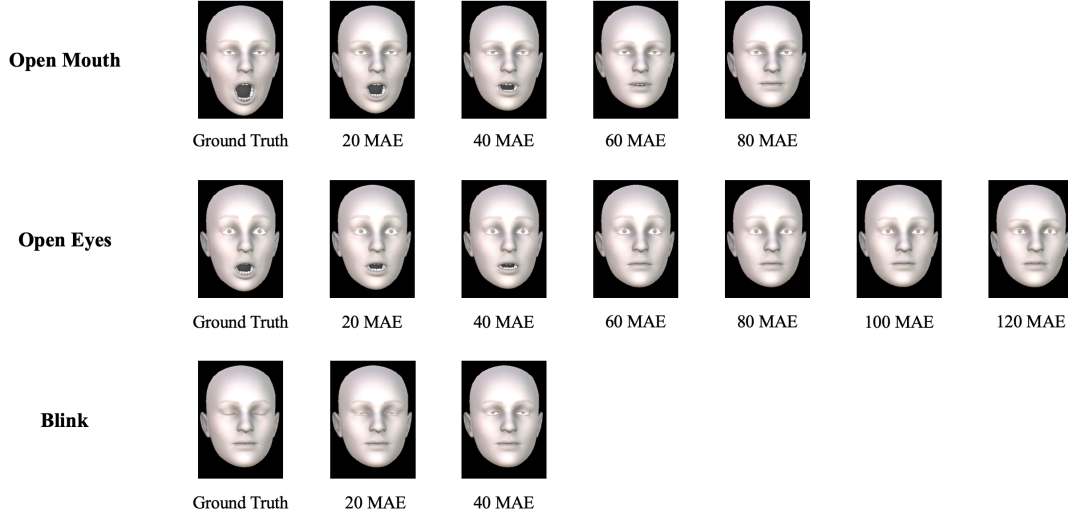 Open Mouth
Ground Truth 20 MAE 40 MAE 60 MAE 80 MAE
Open Eyes
Ground Truth 20 MAE 40 MAE 60 MAE 80 MAE 100 MAE 120 MAE
Blink
Ground Truth 20 MAE 40 MAE